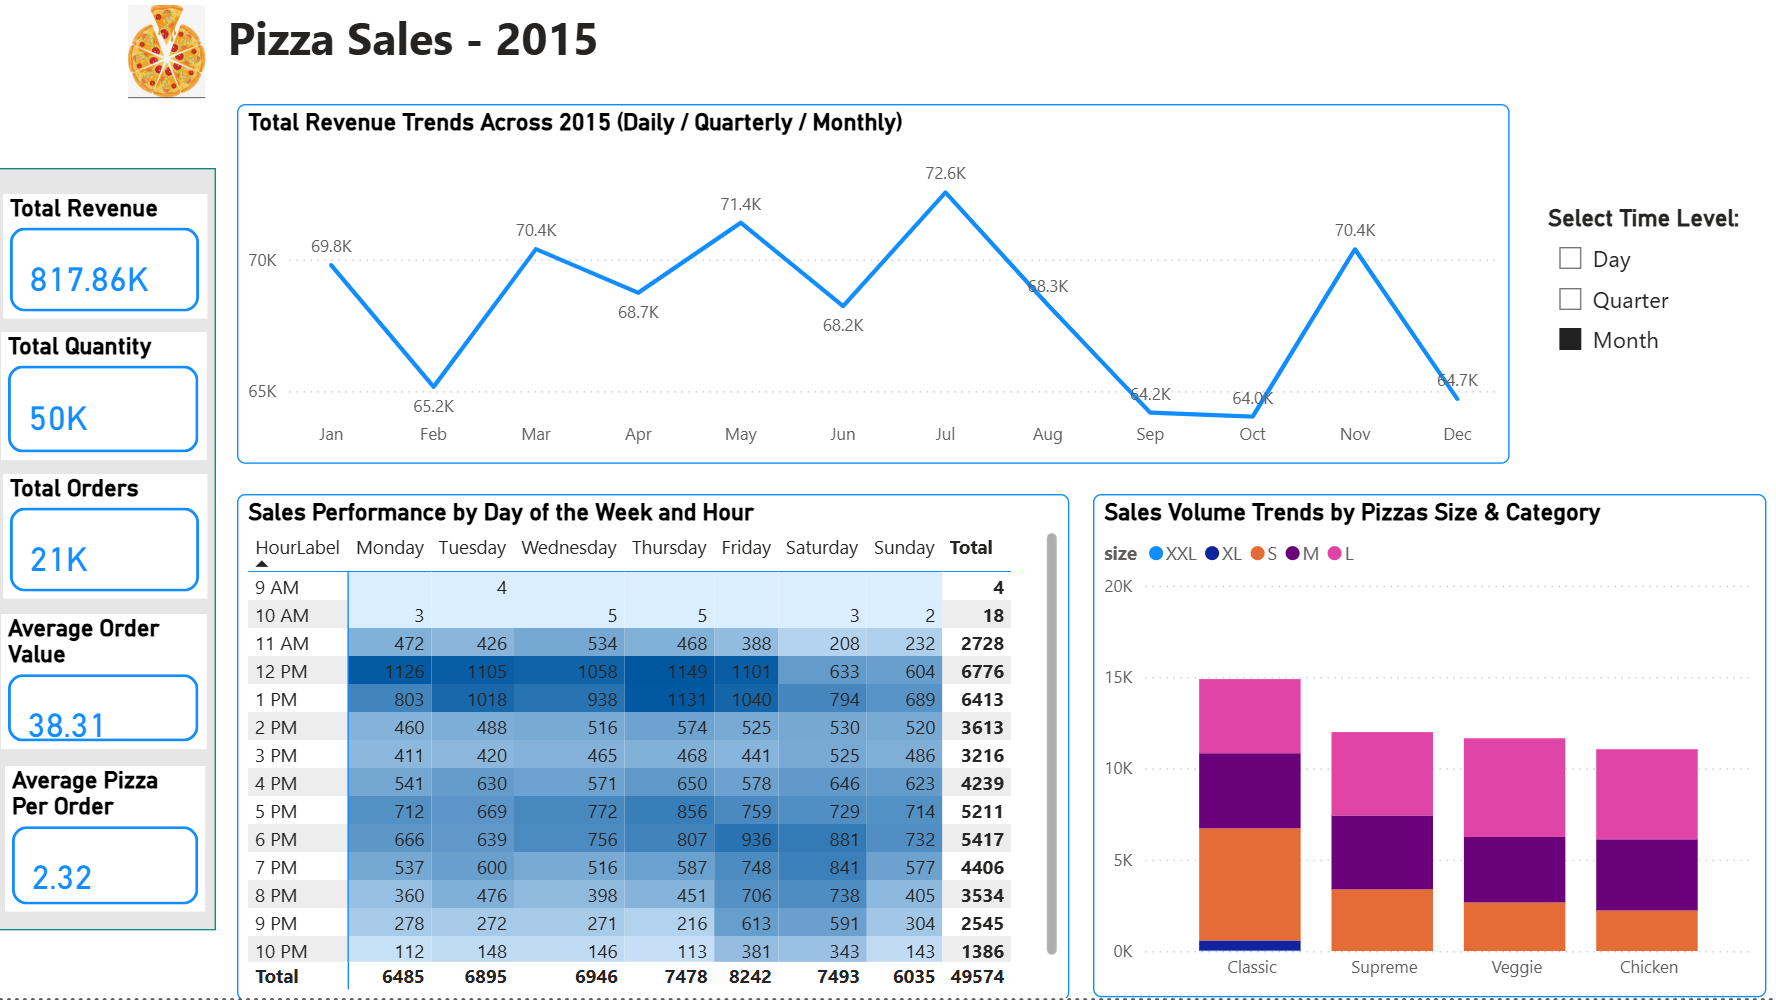 Pizza Sales - 2015
Total Revenue Trends Across 2015 (Daily / Quarterly / Monthly)
72.6K
71.4K
70.4K
70.4K
69.8K
70K
68.3K
68.7K
68.2K
65K
65.2K
64.2K
64.0K
64.7K
Jan Feb Mar Apr May Jun Jul Aug Sep Oct Nov Dec
Select Time Level:
Day
Quarter
Month
Total Revenue
817.86K
Total Quantity
50K
Total Orders
21K
Average Order
Value
38.31
Average Pizza
Per Order
2.32
Sales Performance by Day of the Week and Hour
HourLabel Monday Tuesday Wednesday Thursday Friday Saturday Sunday Total
9 AM 4 4
10 AM 3 5 5 3 2 18
11 AM 472 426 534 468 388 208 232 2728
12 PM 1126 1105 1058 1149 1101 633 604 6776
1 PM 803 1018 938 1131 1040 794 689 6413
2 PM 460 488 516 574 525 530 520 3613
3 PM 411 420 465 468 441 525 486 3216
4 PM 541 630 571 650 578 646 623 4239
5 PM 712 669 772 856 759 729 714 5211
6 PM 666 639 756 807 936 881 732 5417
7 PM 537 600 516 587 748 841 577 4406
8 PM 360 476 398 451 706 738 405 3534
9 PM 278 272 271 216 613 591 304 2545
10 PM 112 148 146 113 381 343 143 1386
Total 6485 6895 6946 7478 8242 7493 6035 49574
Sales Volume Trends by Pizzas Size & Category
size XXL XL S M L
20K
15K
10K
5K
0K
Classic Supreme Veggie Chicken